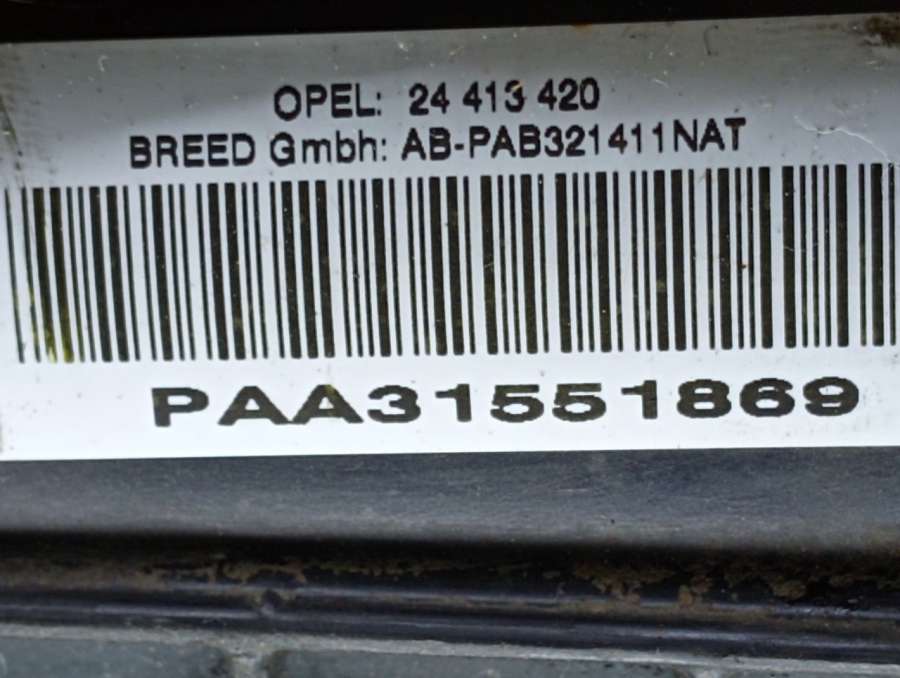 OPEL: 24 413 420
BREED Gmbh: AB-PAB321411NAT
PAA31551869